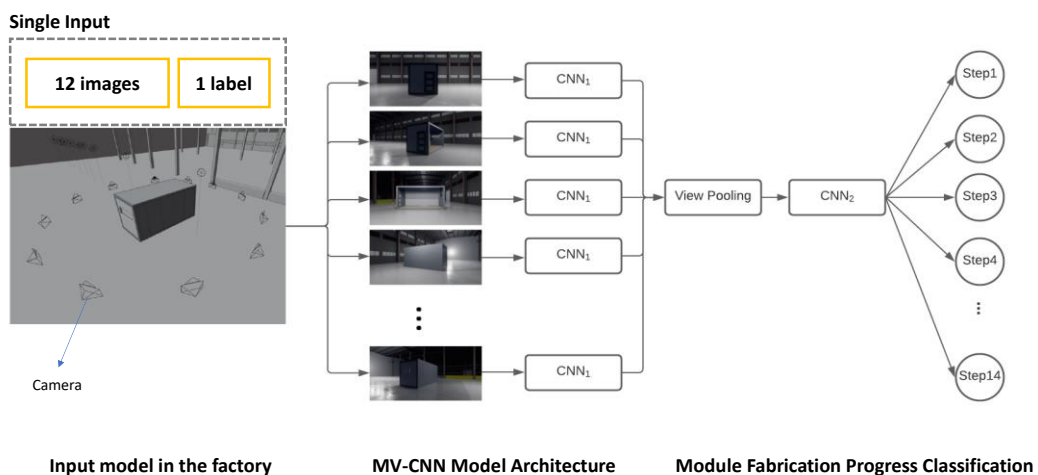 Single Input
12 images
1 label
Camera
CNN₁
CNN₁
CNN₁
CNN₁
CNN₁
View Pooling
CNN₂
Step1
Step2
Step3
Step4
Step14
Input model in the factory
MV-CNN Model Architecture
Module Fabrication Progress Classification